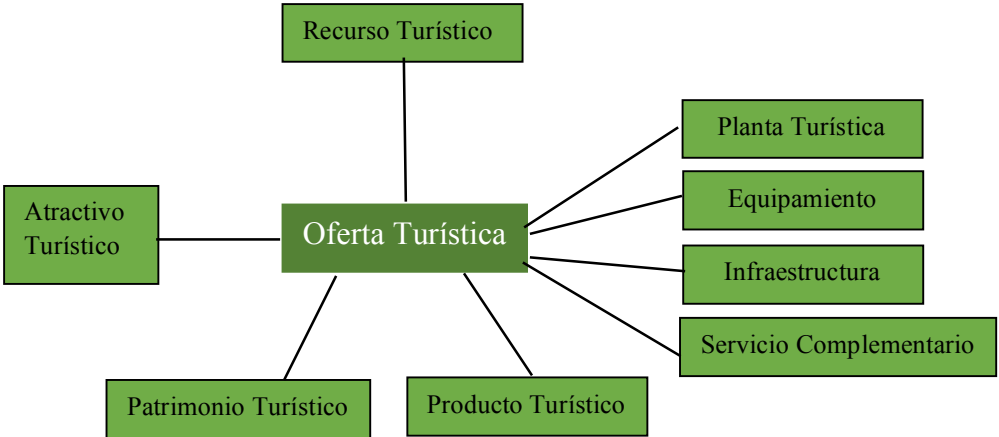 Recurso Turístico
Planta Turística
Equipamiento
Atractivo
Turístico
Oferta Turística
Infraestructura
Servicio Complementario
Patrimonio Turístico
Producto Turístico